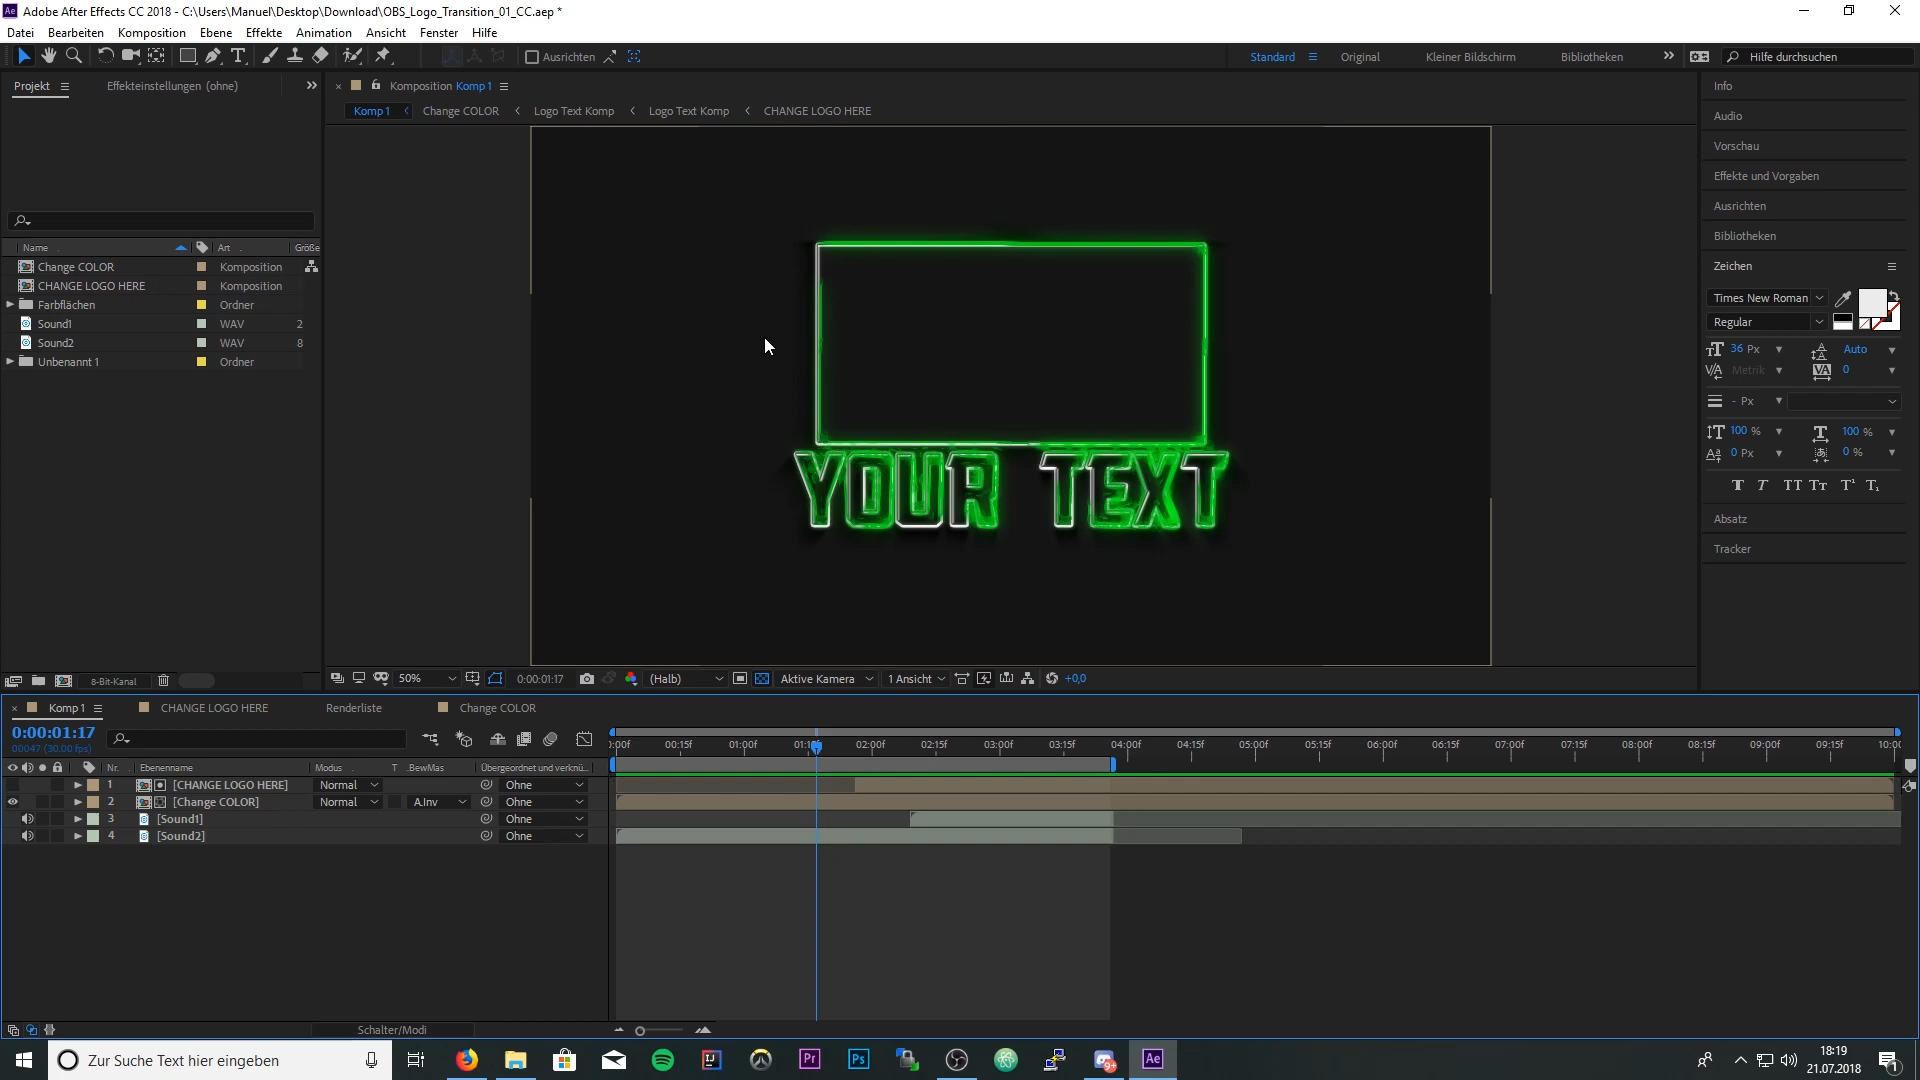 Adobe After Effects CC 2018 - C:\Users\Manuel\Desktop\Download\OBS_Logo_Transition_01_CC.aep *
Datei Bearbeiten Komposition Ebene Effekte Animation Ansicht Fenster Hilfe
Ausrichten Standard Original Kleiner Bildschirm Bibliotheken Hilfe durchsuchen
Projekt Effekteinstellungen (ohne) Komposition Komp 1 Info
Komp 1 Change COLOR Logo Text Komp Logo Text Komp CHANGE LOGO HERE
Audio
Vorschau
Effekte und Vorgaben
Ausrichten
Bibliotheken
Name Art Größe
Change COLOR Komposition
CHANGE LOGO HERE Komposition
Farbflächen Ordner
Sound1 WAV 2
Sound2 WAV 8
Unbenannt 1 Ordner
Zeichen
Times New Roman
Regular
36 Px Auto
Metrik 0
- Px
100 % 100 %
0 Px 0 %
T T TT Tt T¹ T₁
Absatz
Tracker
YOUR TEXT
8-Bit-Kanal 50% 0:00:01:17 (Halb) Aktive Kamera 1 Ansicht +0,0
Komp 1 CHANGE LOGO HERE Renderliste Change COLOR
0:00:01:17
00047 (30.00 fps)
00:15f 01:00f 02:00f 02:15f 03:00f 03:15f 04:00f 04:15f 05:00f 05:15f 06:00f 06:15f 07:00f 07:15f 08:00f 08:15f 09:00f 09:15f
Nr. Ebenenname Modus T .BewMas Übergeordnet und verknü...
1 [CHANGE LOGO HERE] Normal Ohne
2 [Change COLOR] Normal A.Inv Ohne
3 [Sound1] Ohne
4 [Sound2] Ohne
Schalter/Modi
Zur Suche Text hier eingeben
Pr Ps 9+ Ae
18:19
21.07.2018
1